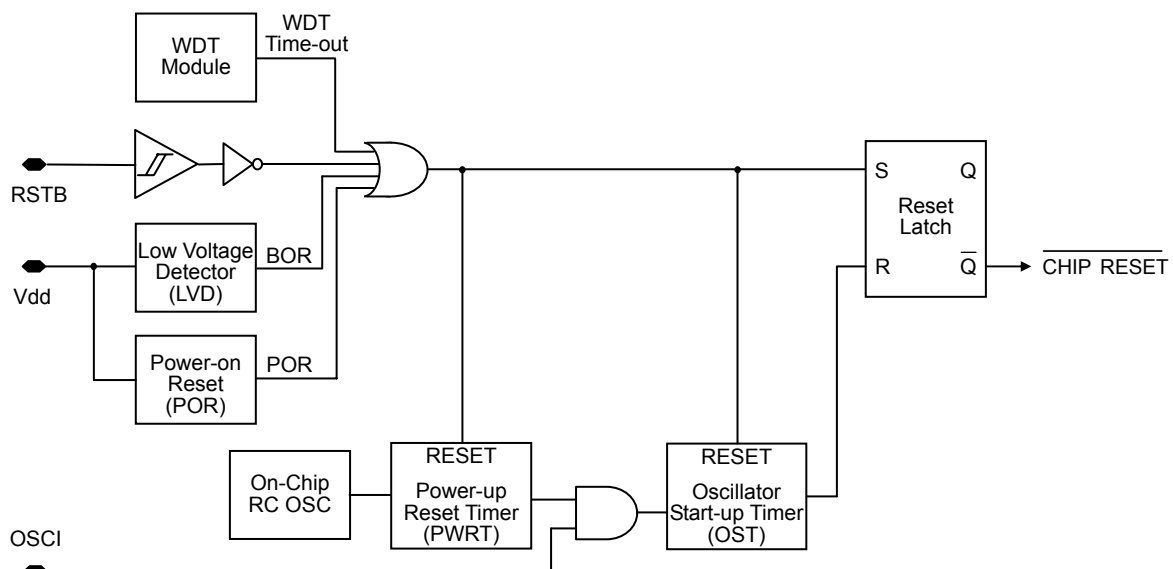 WDT
Module
WDT
Time-out
RSTB
Low Voltage
Detector
(LVD)
BOR
Vdd
Power-on
Reset
(POR)
POR
S
Q
Reset
Latch
R
Q
CHIP RESET
On-Chip
RC OSC
RESET
Power-up
Reset Timer
(PWRT)
RESET
Oscillator
Start-up Timer
(OST)
OSCI